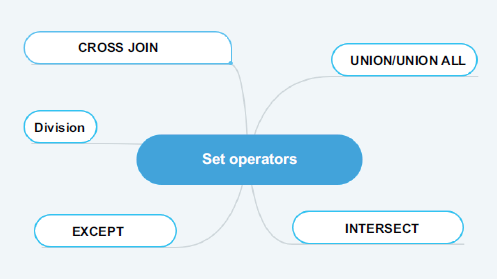 CROSS JOIN
UNION/UNION ALL
Division
Set operators
EXCEPT
INTERSECT